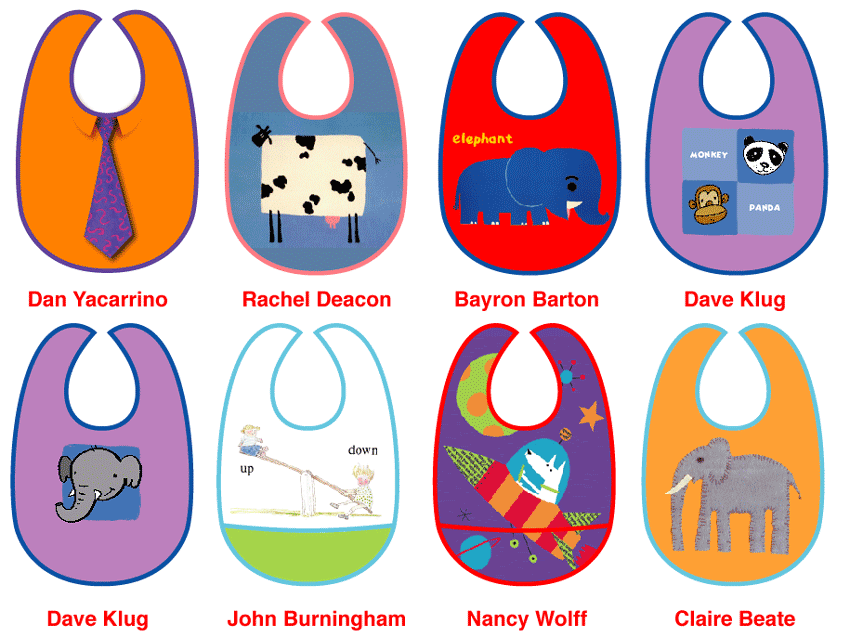 elephant
MONKEY
PANDA
Dan Yacarrino
Rachel Deacon
Bayron Barton
Dave Klug
down
up
Dave Klug
John Burningham
Nancy Wolff
Claire Beate